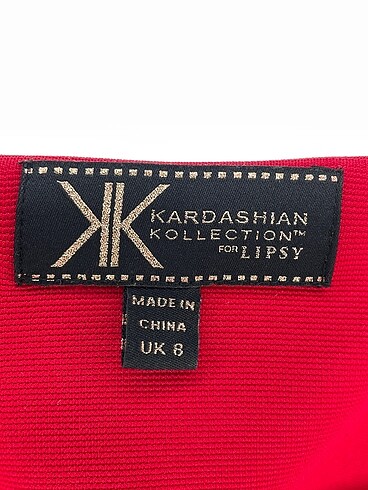 KK
KARDASHIAN
KOLLECTION™
FOR LIPSY
MADE IN
CHINA
UK 8